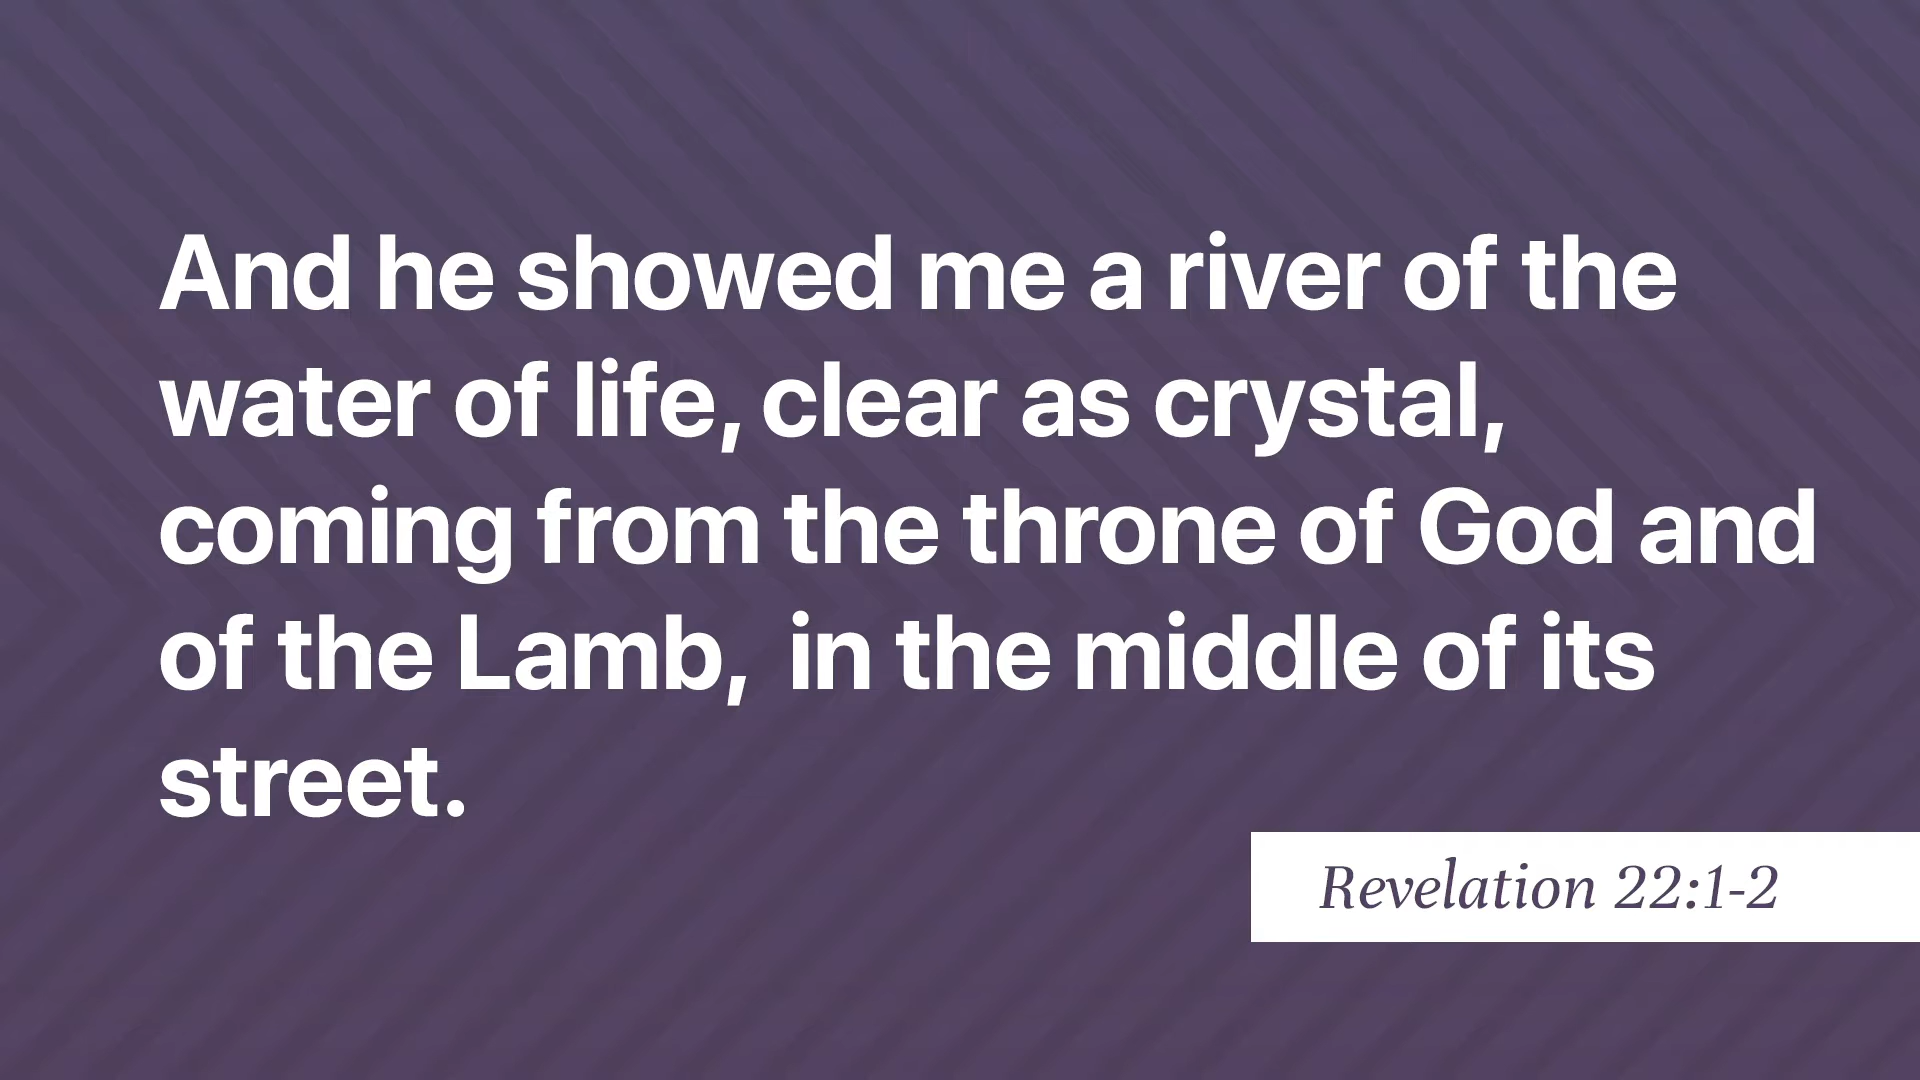 And he showed me a river of the
water of life, clear as crystal,
coming from the throne of God and
of the Lamb,  in the middle of its
street.
Revelation 22:1-2